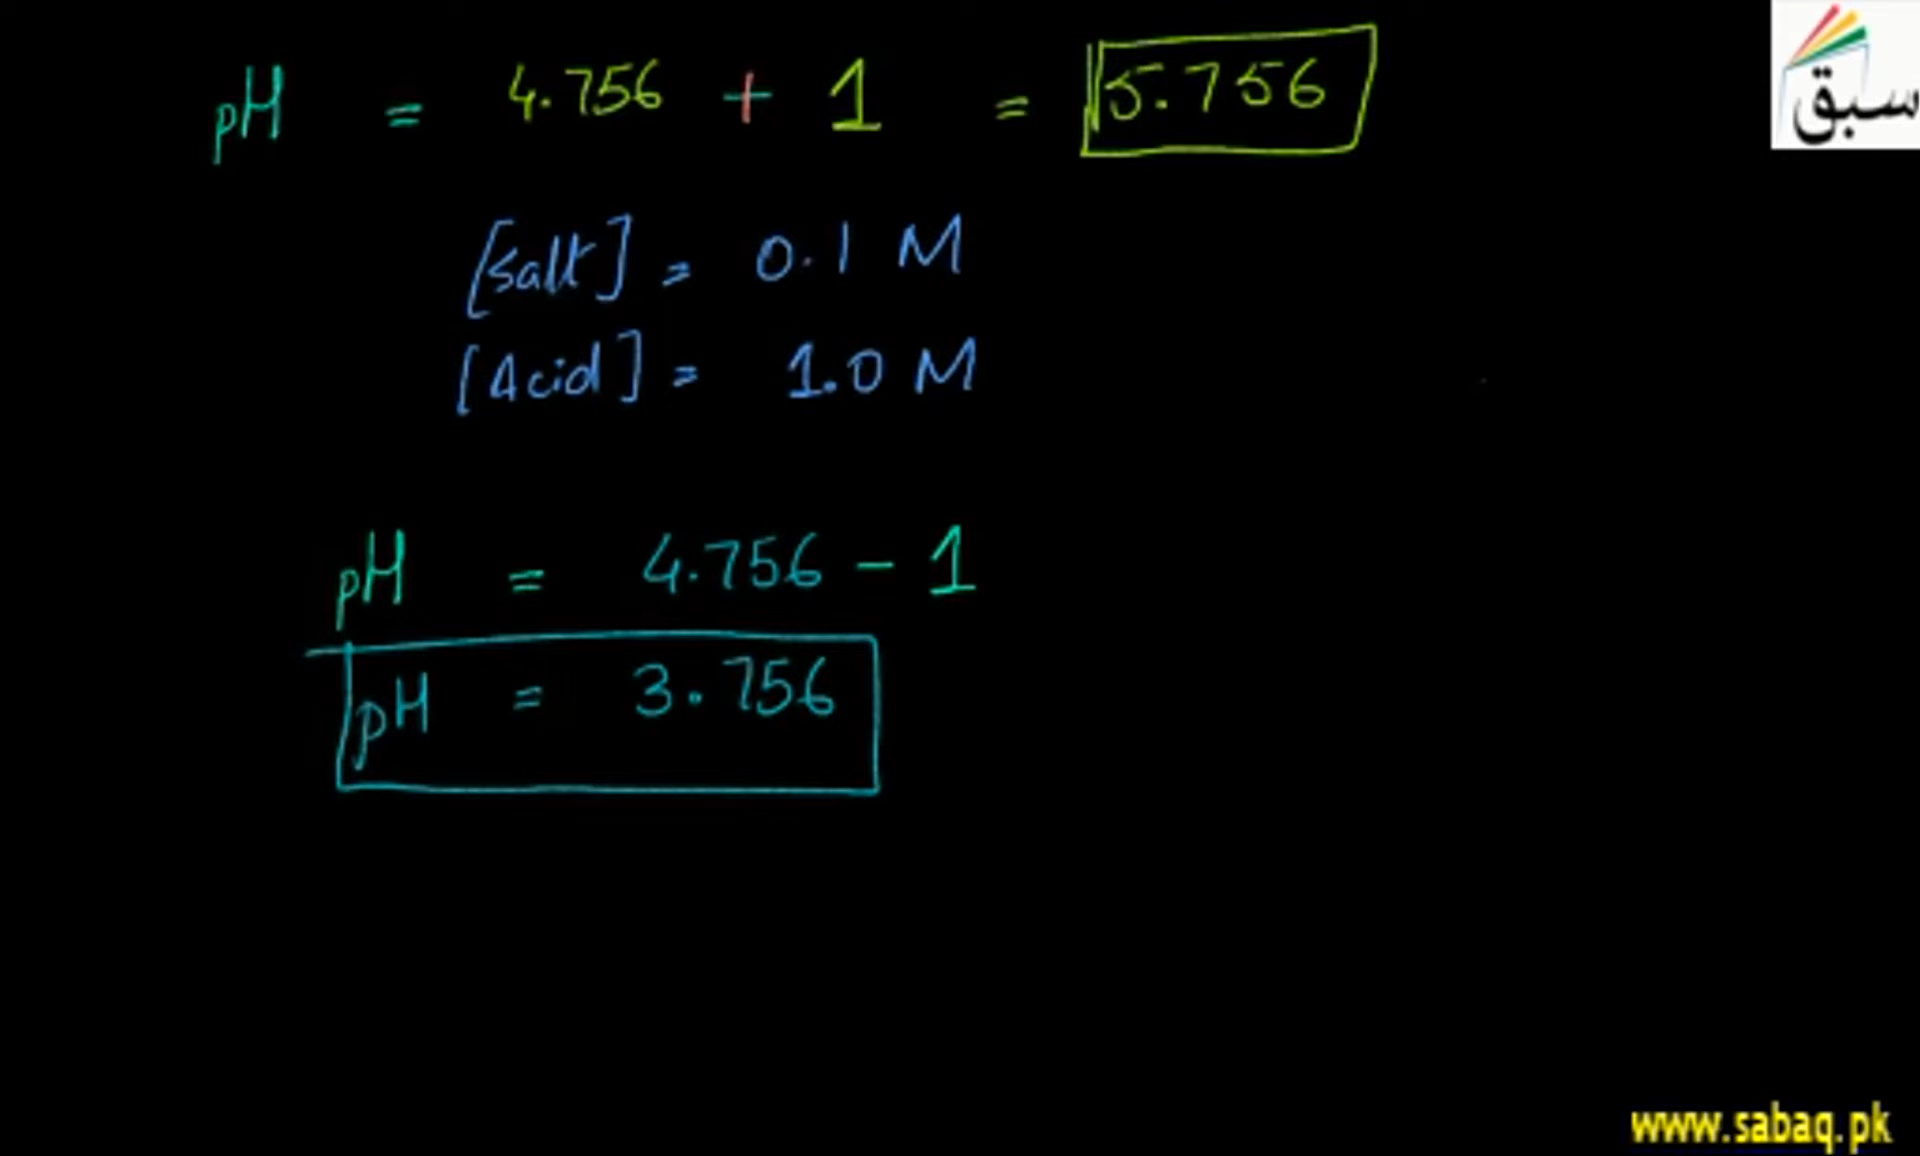 pH = 4.756 + 1 = 5.756
سبق
[Salt] = 0.1 M
[Acid] = 1.0 M
pH = 4.756 - 1
pH = 3.756
www.sabaq.pk